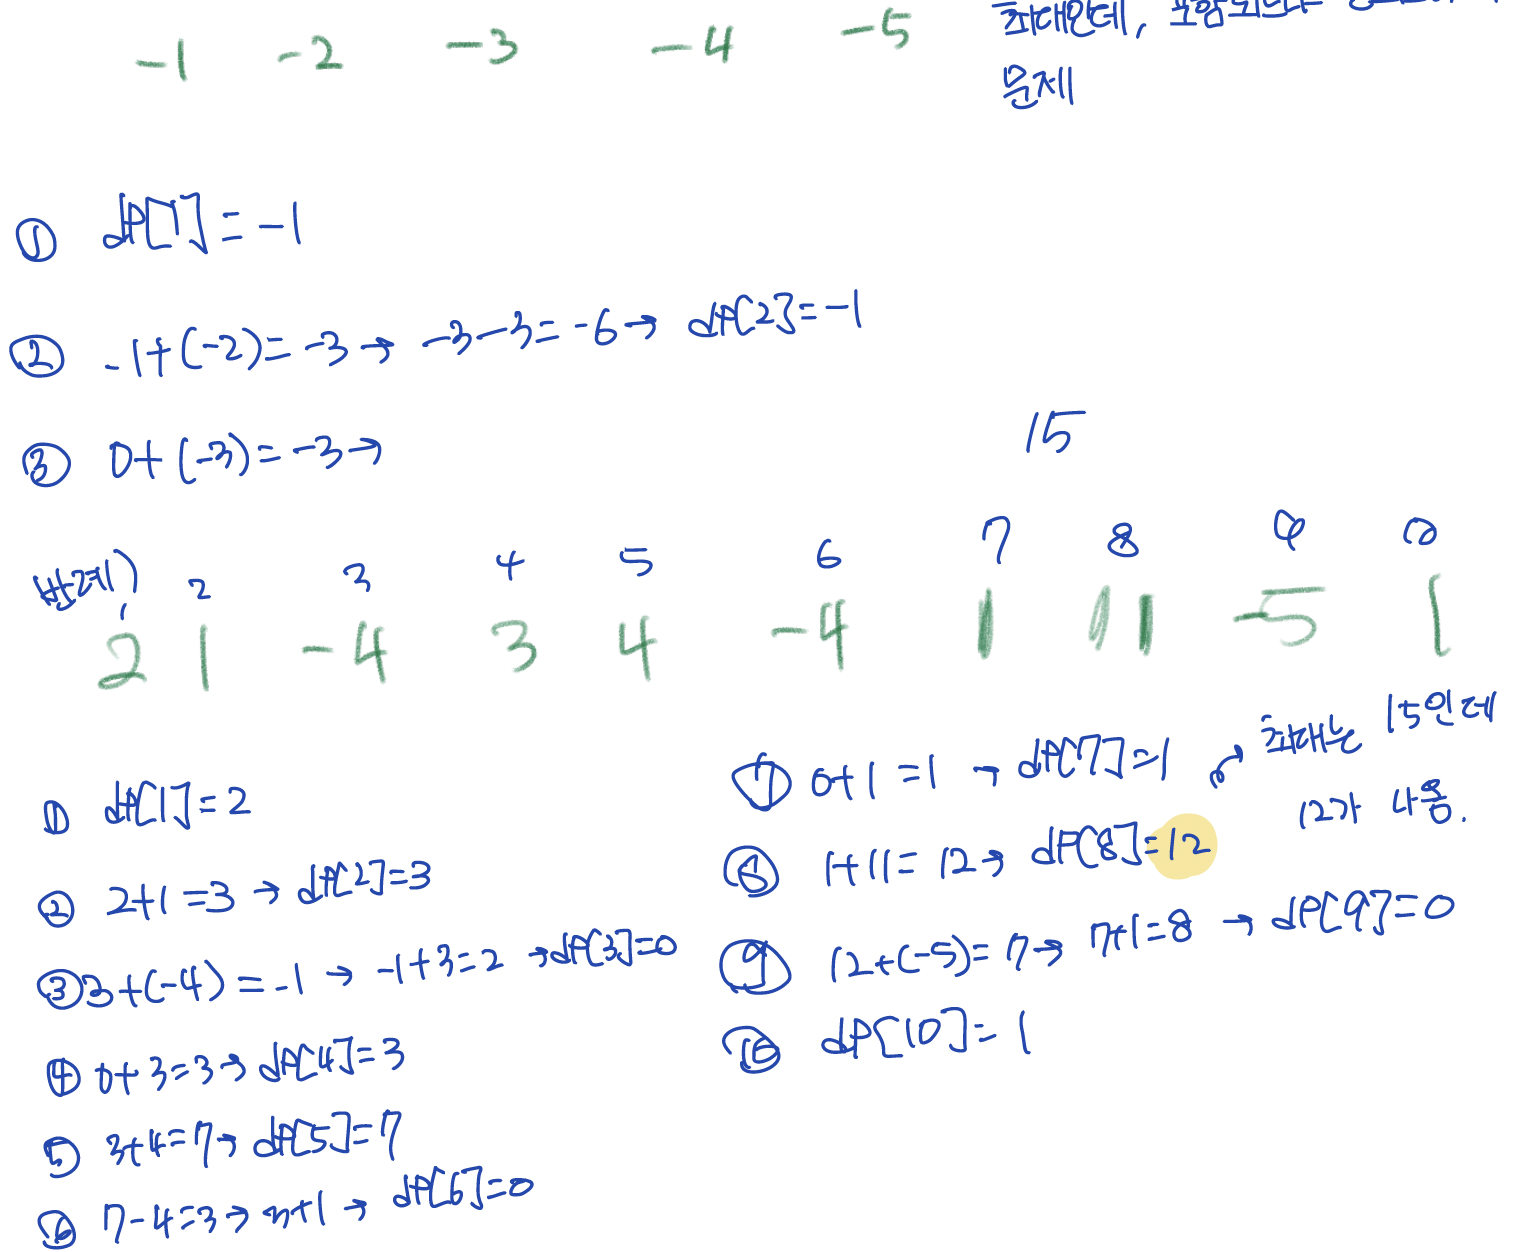 -1 -2 -3 -4 -5
최대인데,
문제
① dP[1] = -1
② -1+(-2) = -3 → -3-3 = -6 → dP[2] = -1
③ 0+(-3) = -3 →
15
반례)
1 2 3 4 5 6 7 8 9 10
2 1 -4 3 4 -4 1 11 -5 1
① dP[1] = 2
② 2+1 = 3 → dP[2] = 3
③ 3+(-4) = -1 → -1+3 = 2 → dP[3] = 0
④ 0+3 = 3 → dP[4] = 3
⑤ 3+4 = 7 → dP[5] = 7
⑥ 7-4 = 3 → 3+1 → dP[6] = 0
⑦ 0+1 = 1 → dP[7] = 1
최대는 15인데
12가 나옴.
⑧ 1+11 = 12 → dP[8] = 12
⑨ 12+(-5) = 7 → 7+1 = 8 → dP[9] = 0
⑩ dP[10] = 1